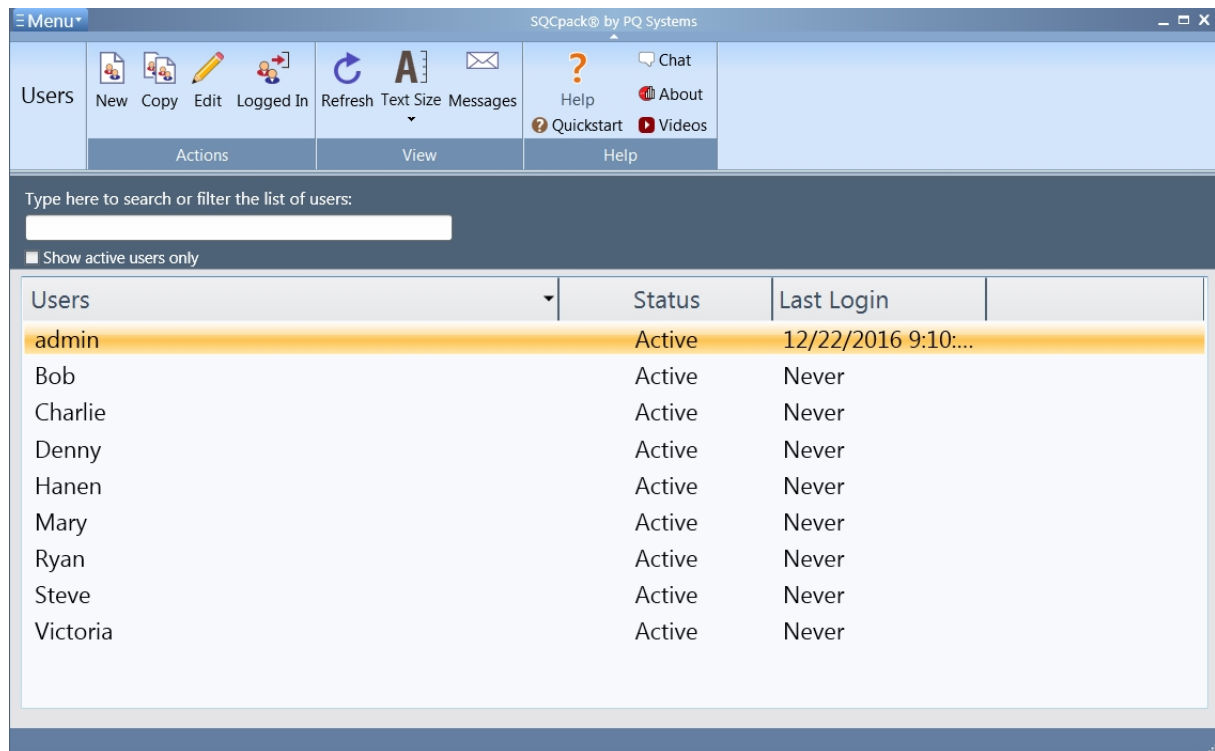 Menu
SQCpack® by PQ Systems
Users
New Copy Edit Logged In
Actions
Refresh Text Size Messages
View
Help
Quickstart
Chat
About
Videos
Help
Type here to search or filter the list of users:
Show active users only
Users Status Last Login
admin Active 12/22/2016 9:10:...
Bob Active Never
Charlie Active Never
Denny Active Never
Hanen Active Never
Mary Active Never
Ryan Active Never
Steve Active Never
Victoria Active Never